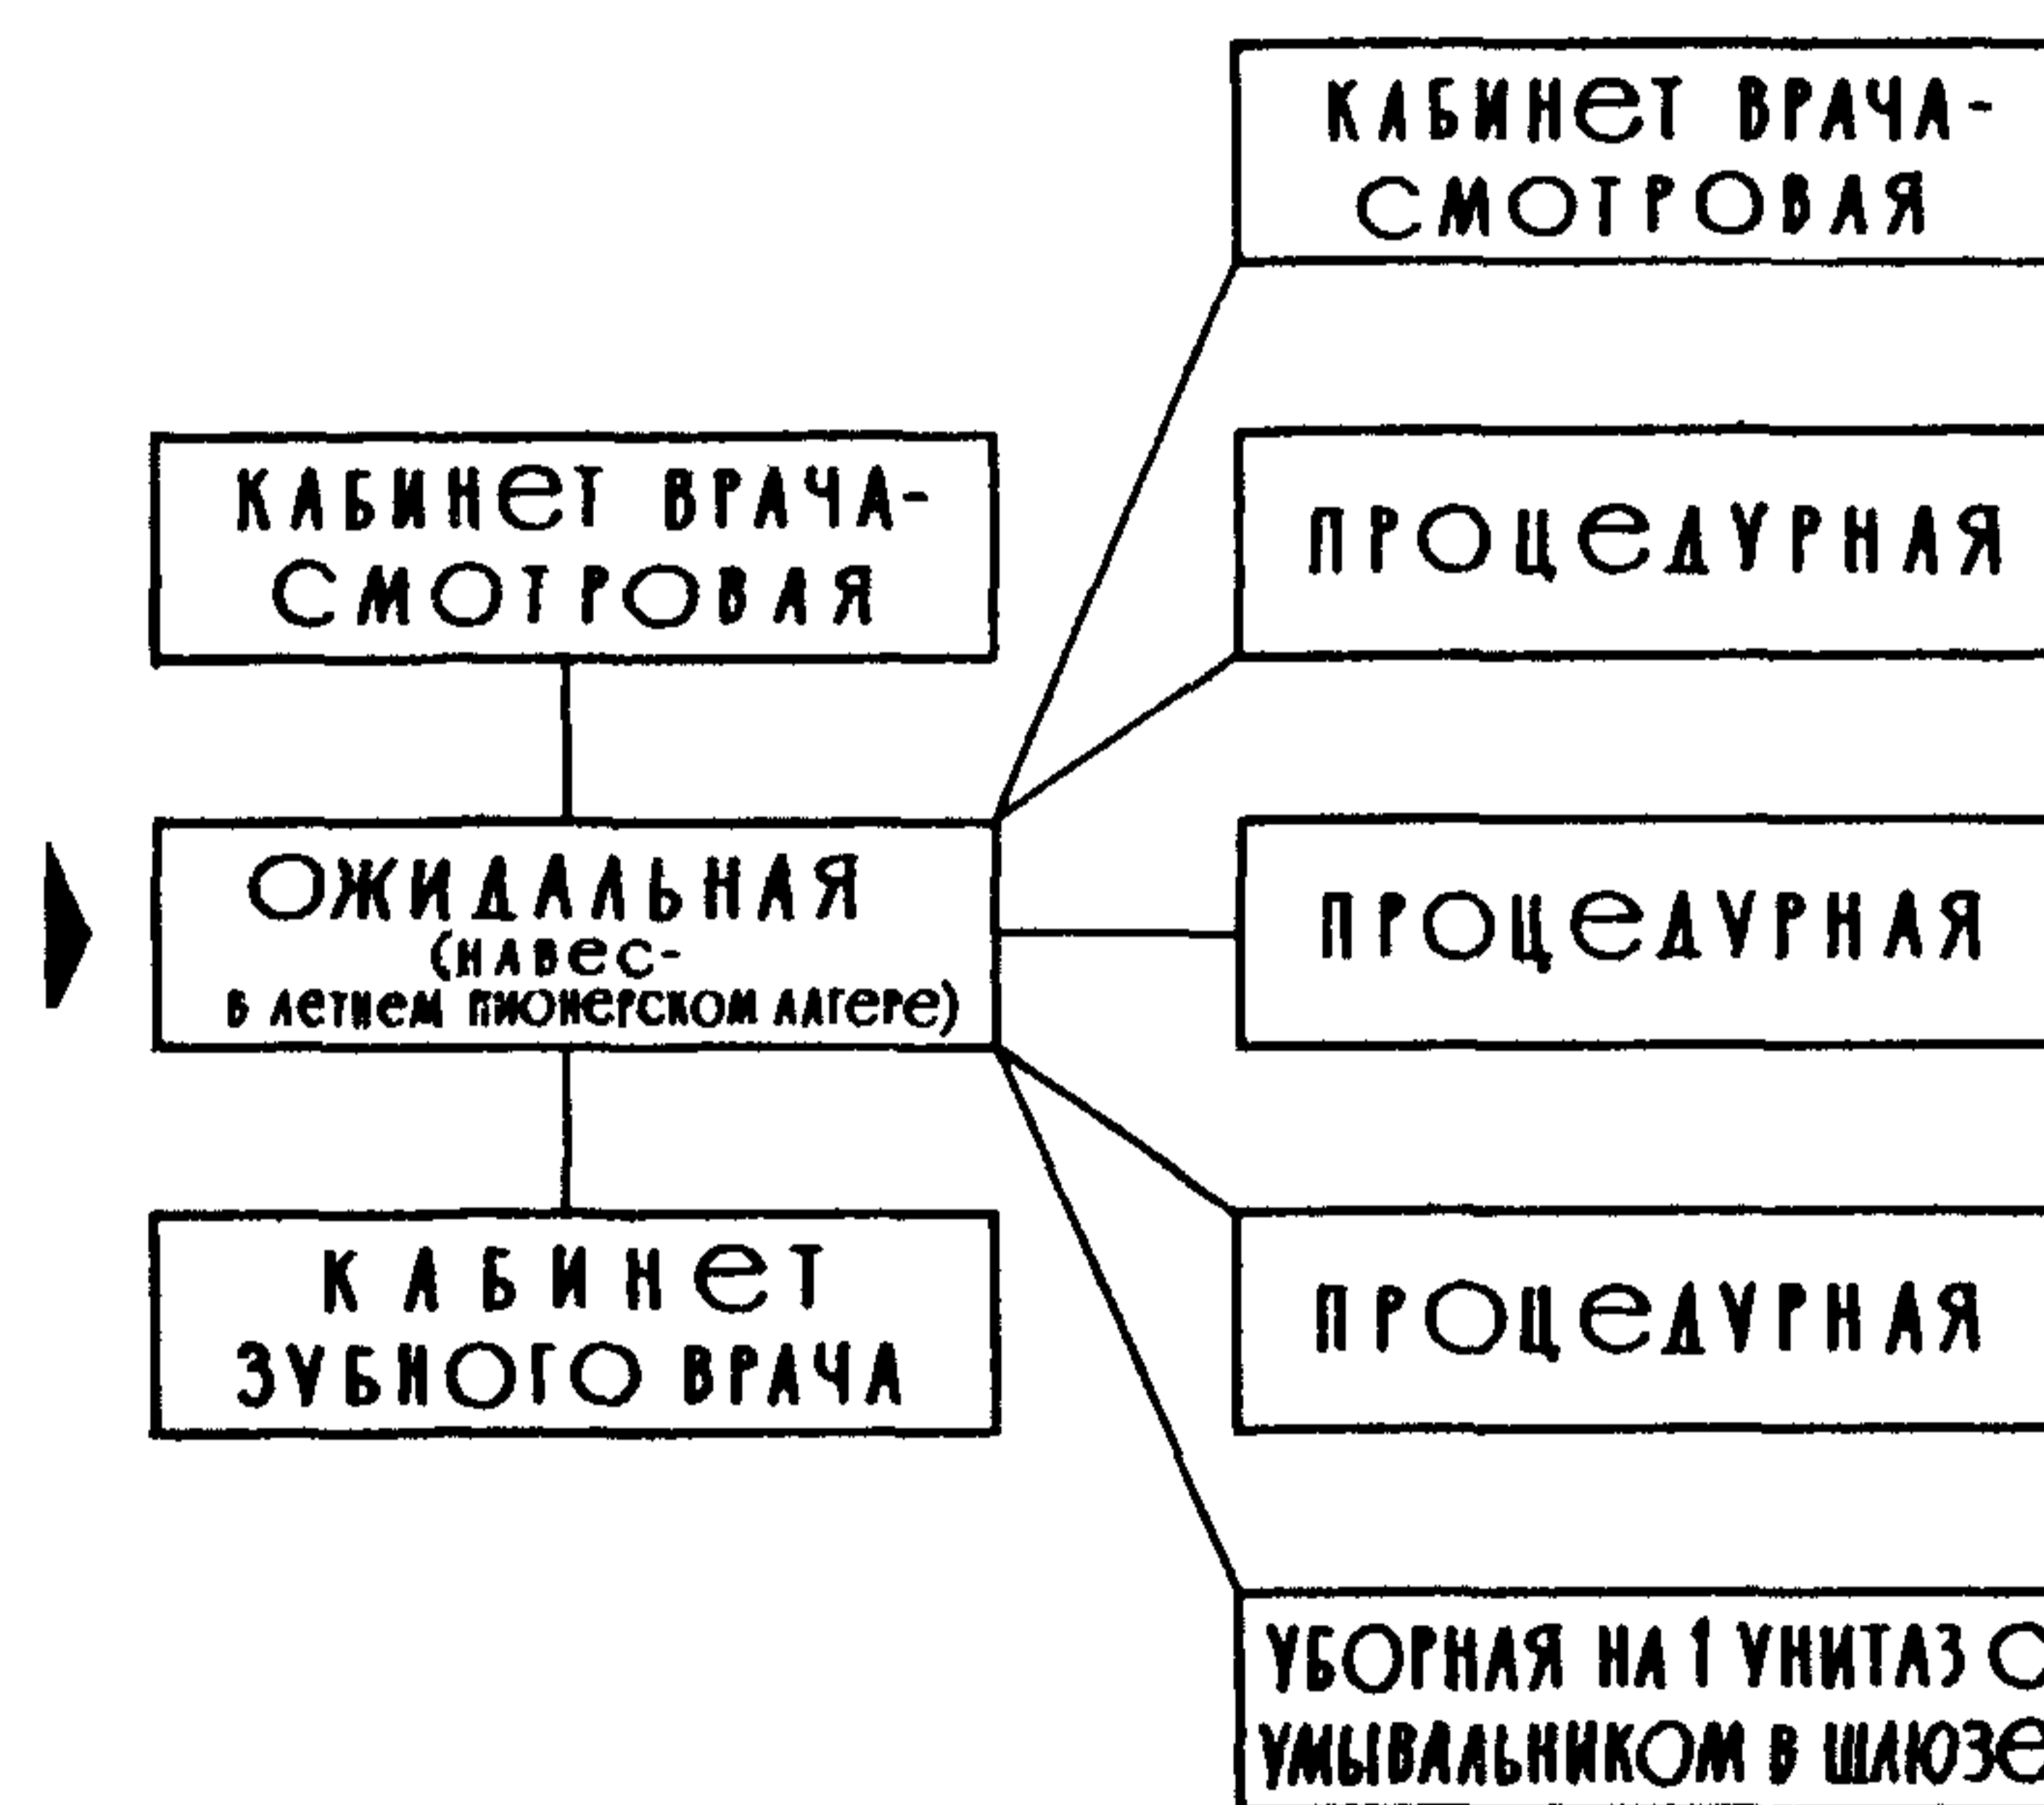 КАБИНЕТ ВРАЧА-
СМОТРОВАЯ
КАБИНЕТ ВРАЧА-
СМОТРОВАЯ
ПРОЦЕДУРНАЯ
ОЖИДАЛЬНАЯ
(НАВЕС-
В ЛЕТНЕМ ПИОНЕРСКОМ ЛАГЕРЕ)
ПРОЦЕДУРНАЯ
КАБИНЕТ
ЗУБНОГО ВРАЧА
ПРОЦЕДУРНАЯ
УБОРНАЯ НА 1 УНИТАЗ С
УМЫВАЛЬНИКОМ В ШЛЮЗЕ